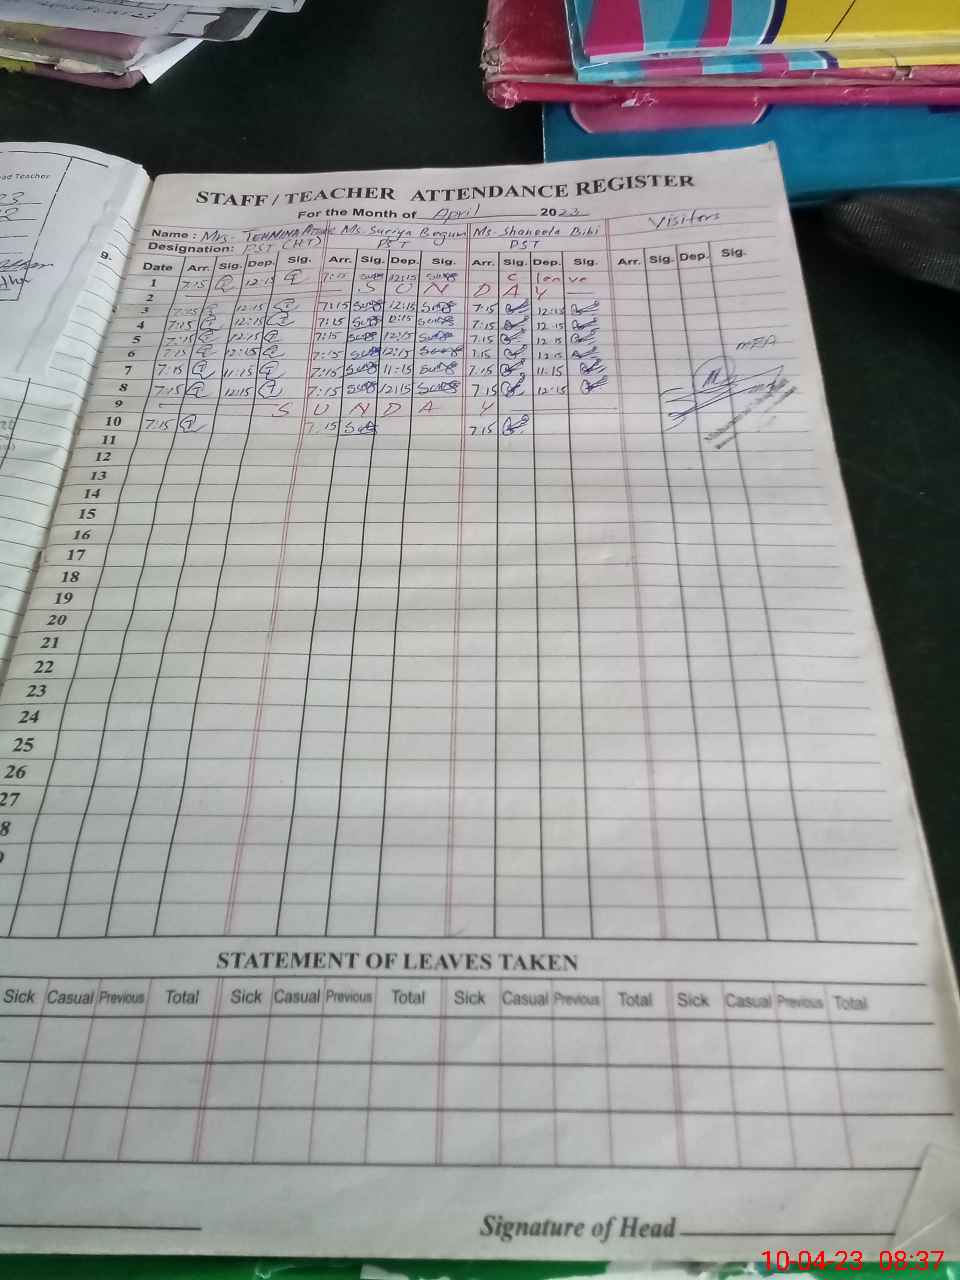 STAFF / TEACHER ATTENDANCE REGISTER
For the Month of April 2023
Name : Mrs. Ms. Suriya Begum Ms. Shaneela Bibi Visitors
Designation: PST (HT) PST PST
Date Arr. Sig. Dep. Sig. Arr. Sig. Dep. Sig. Arr. Sig. Dep. Sig. Arr. Sig. Dep. Sig.
1 7:15 12:15 7:15 12:15 C leave
2 S U N D A Y
3 12:15 7:15 12:15 7:15 12:15
4 7:15 12:15 7:15 12:15 7:15 12:15
5 7:15 12:15 7:15 12:15 7:15 12:15
6 7:15 12:15 7:15 12:15 7:15 12:15
7 7:15 11:15 7:15 11:15 7:15 11:15
8 7:15 12:15 7:15 12:15 7:15 12:15
9 S U N D A Y
10 7:15 7:15 7:15
11
12
13
14
15
16
17
18
19
20
21
22
23
24
25
26
27
8
STATEMENT OF LEAVES TAKEN
Sick Casual Previous Total Sick Casual Previous Total Sick Casual Previous Total Sick Casual Previous Total
Signature of Head
10-04-23 08:37